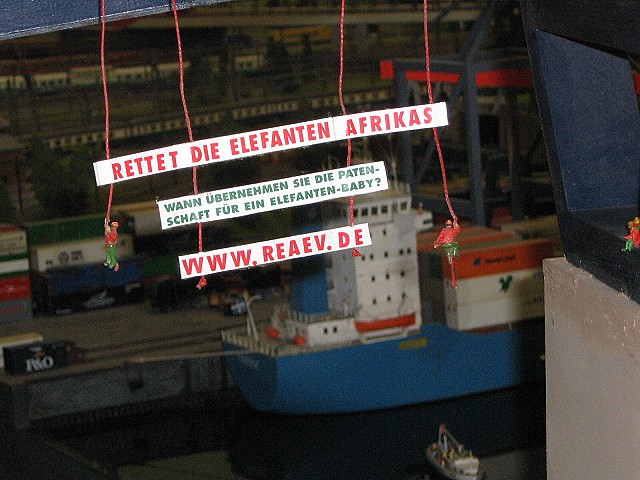 RETTET DIE ELEFANTEN AFRIKAS
WANN ÜBERNEHMEN SIE DIE PATEN-
SCHAFT FÜR EIN ELEFANTEN-BABY?
WWW.REAEV.DE
P&O